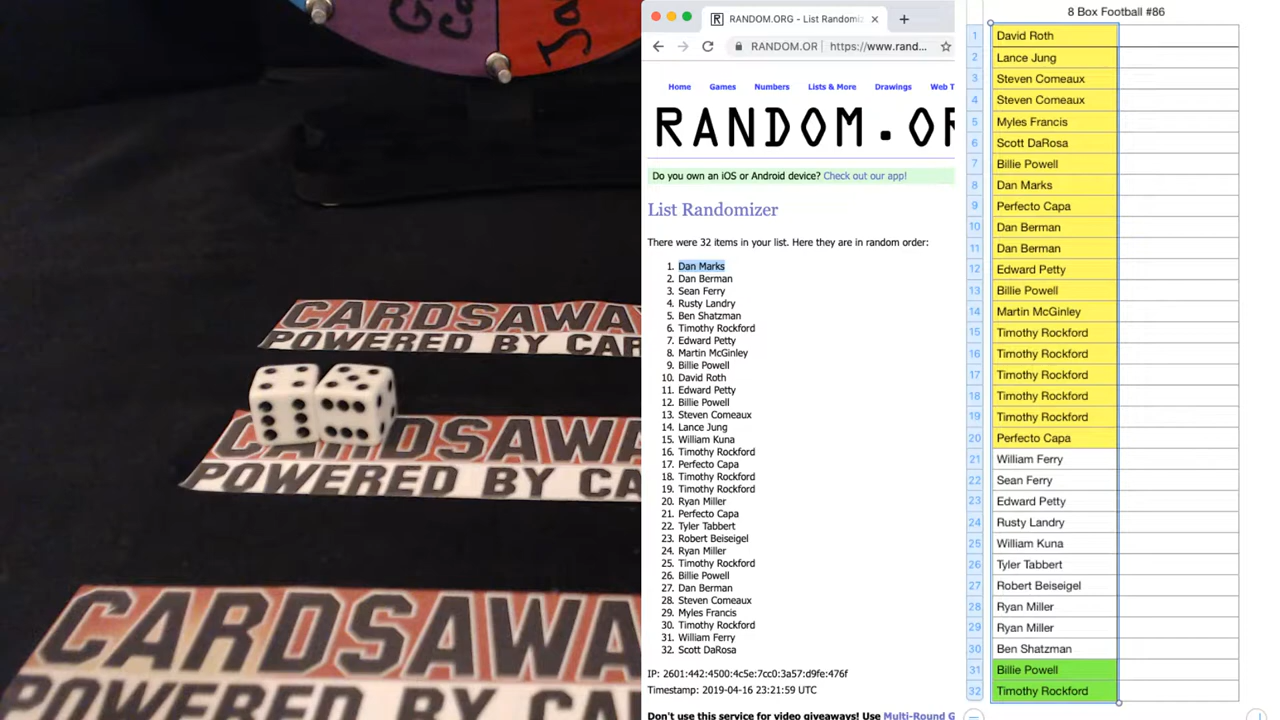 CARDSAWA
POWERED BY CAR
CARDSAWA
POWERED BY CA
CARDSAWA
POWERED BY CA
RANDOM.ORG - List Randomiz
RANDOM.OR
https://www.rand...
Home
Games
Numbers
Lists & More
Drawings
Web T
RANDOM.OR
Do you own an iOS or Android device? Check out our app!
List Randomizer
There were 32 items in your list. Here they are in random order:
1. Dan Marks
2. Dan Berman
3. Sean Ferry
4. Rusty Landry
5. Ben Shatzman
6. Timothy Rockford
7. Edward Petty
8. Martin McGinley
9. Billie Powell
10. David Roth
11. Edward Petty
12. Billie Powell
13. Steven Comeaux
14. Lance Jung
15. William Kuna
16. Timothy Rockford
17. Perfecto Capa
18. Timothy Rockford
19. Timothy Rockford
20. Ryan Miller
21. Perfecto Capa
22. Tyler Tabbert
23. Robert Beiseigel
24. Ryan Miller
25. Timothy Rockford
26. Billie Powell
27. Dan Berman
28. Steven Comeaux
29. Myles Francis
30. Timothy Rockford
31. William Ferry
32. Scott DaRosa
IP: 2601:442:4500:4c5e:7cc0:3a57:d9fe:476f
Timestamp: 2019-04-16 23:21:59 UTC
Don't use this service for video giveaways! Use Multi-Round G
8 Box Football #86
1 David Roth
2 Lance Jung
3 Steven Comeaux
4 Steven Comeaux
5 Myles Francis
6 Scott DaRosa
7 Billie Powell
8 Dan Marks
9 Perfecto Capa
10 Dan Berman
11 Dan Berman
12 Edward Petty
13 Billie Powell
14 Martin McGinley
15 Timothy Rockford
16 Timothy Rockford
17 Timothy Rockford
18 Timothy Rockford
19 Timothy Rockford
20 Perfecto Capa
21 William Ferry
22 Sean Ferry
23 Edward Petty
24 Rusty Landry
25 William Kuna
26 Tyler Tabbert
27 Robert Beiseigel
28 Ryan Miller
29 Ryan Miller
30 Ben Shatzman
31 Billie Powell
32 Timothy Rockford